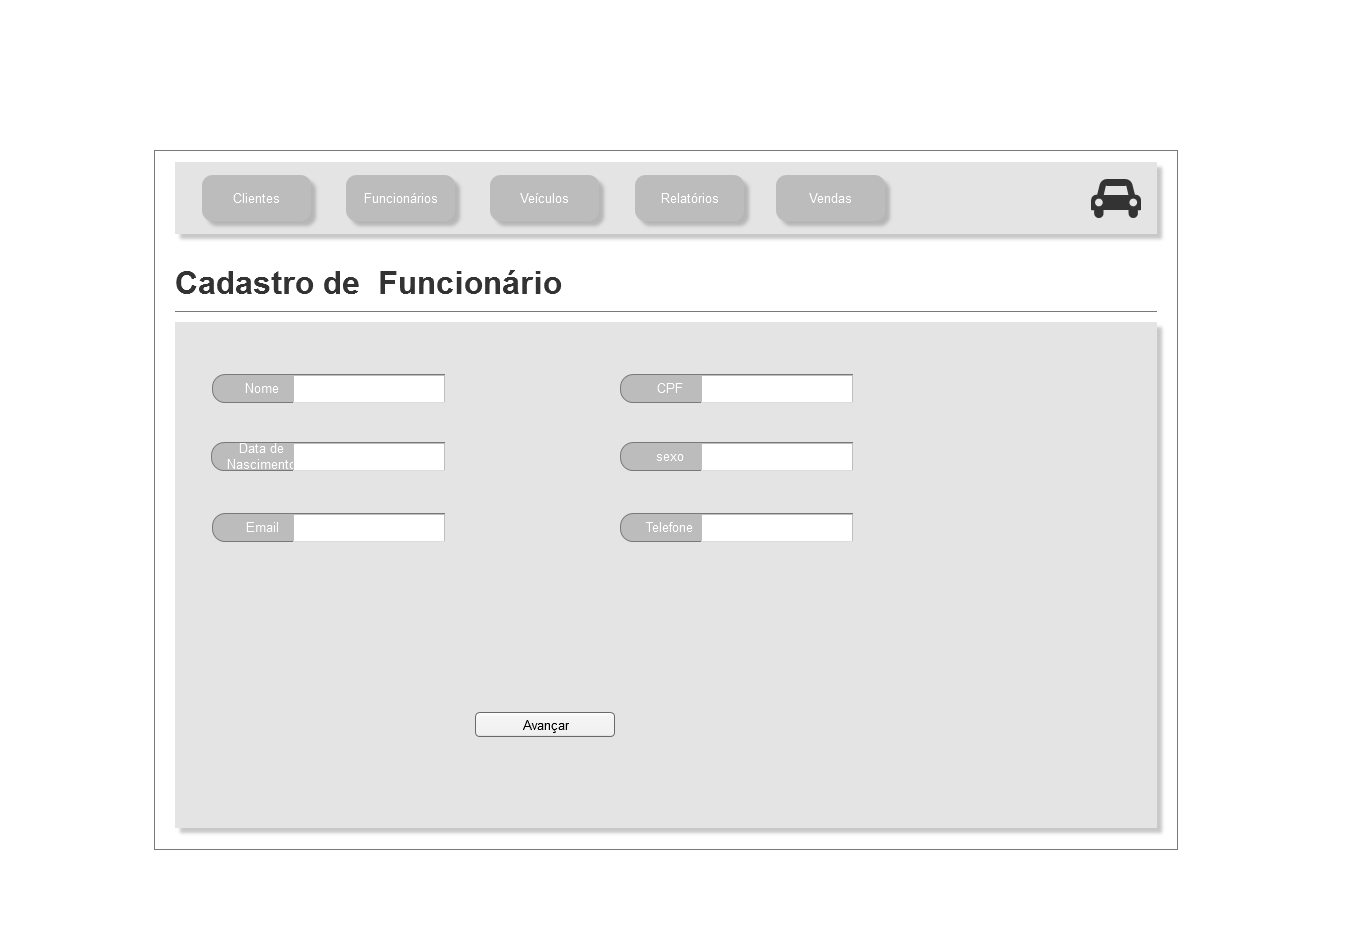 Clientes Funcionários Veículos Relatórios Vendas
Cadastro de  Funcionário
Nome CPF
Data de
Nascimento sexo
Email Telefone
Avançar